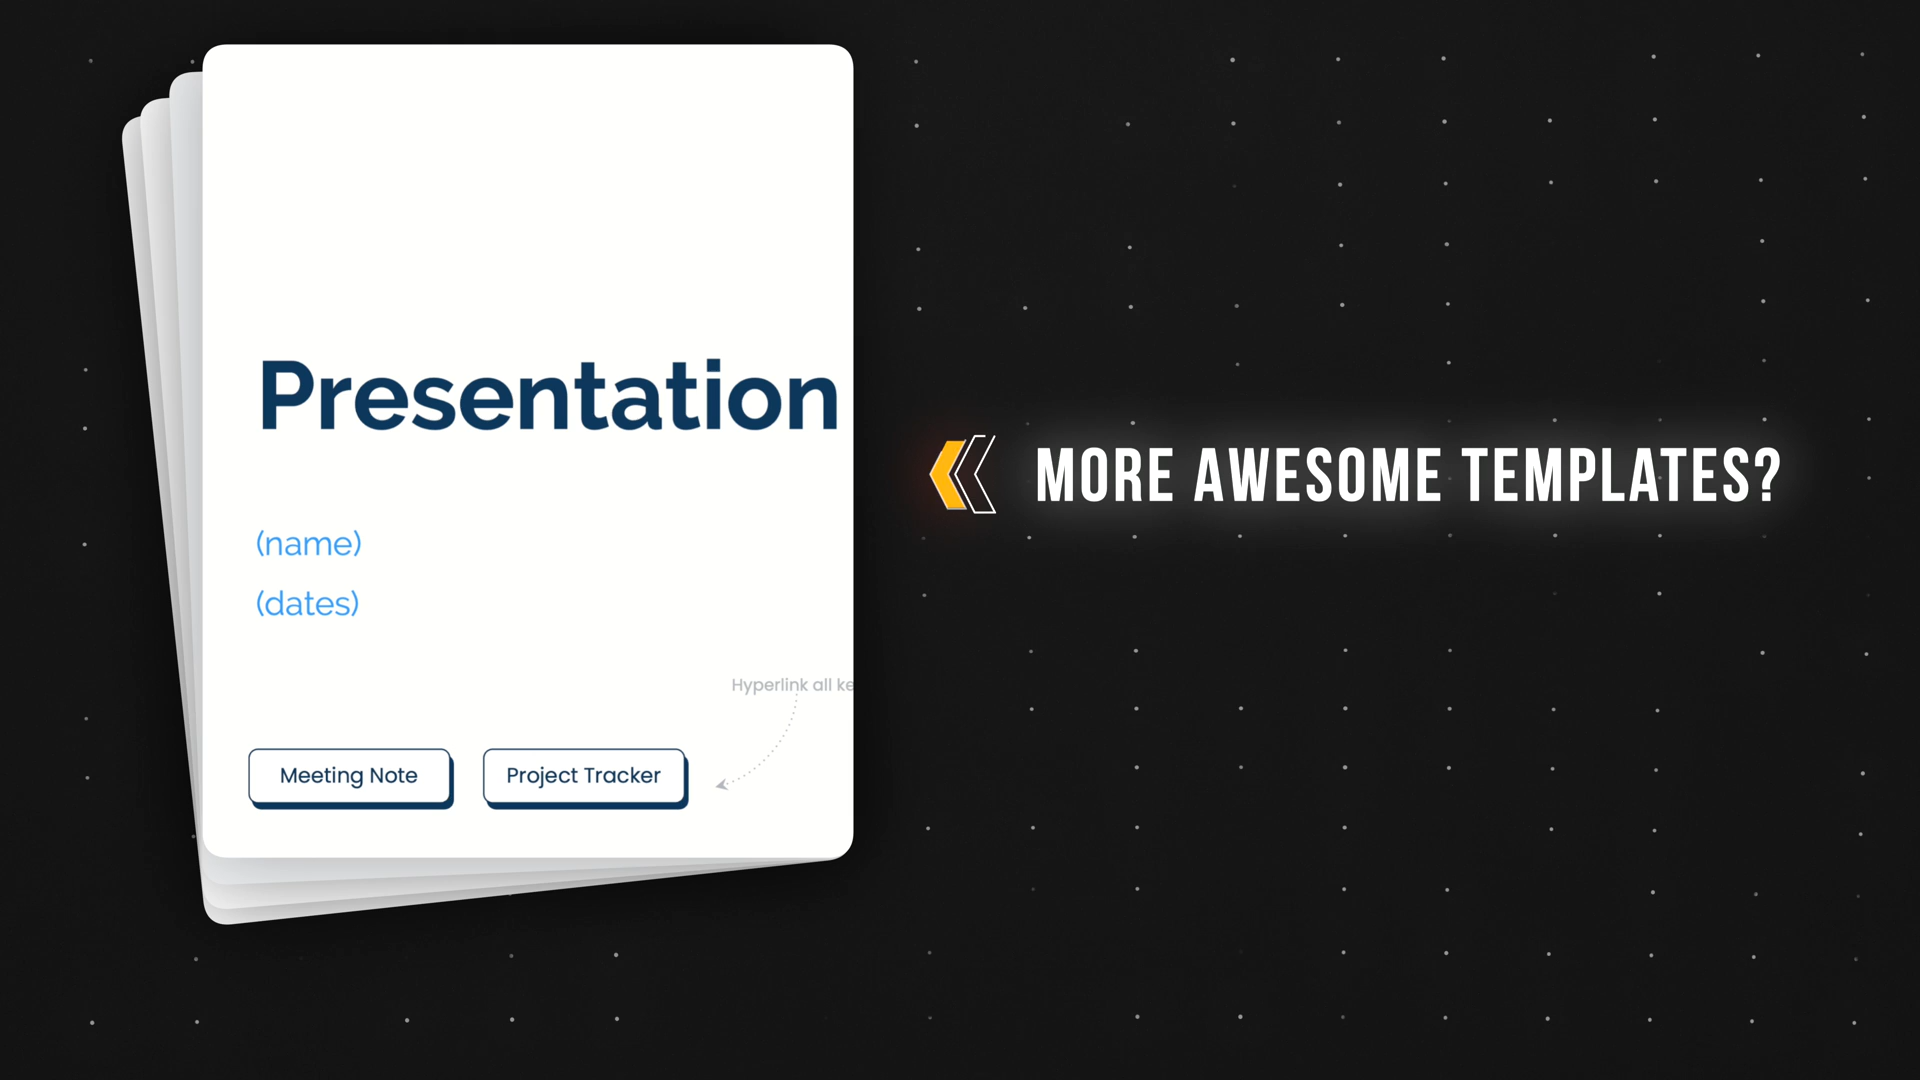 Presentation
(name)
(dates)
Hyperlink all
Meeting Note
Project Tracker
MORE AWESOME TEMPLATES?